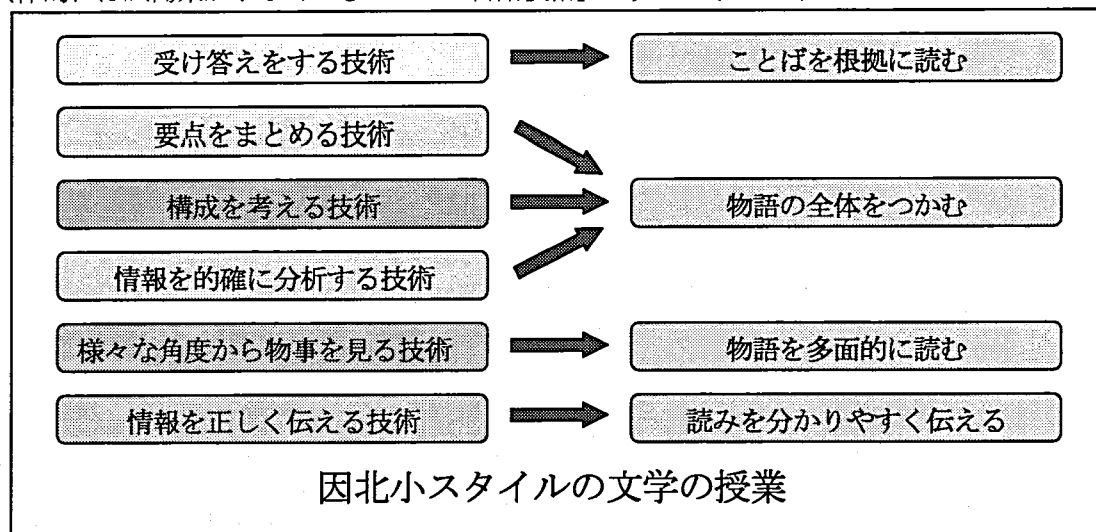 受け答えをする技術
ことばを根拠に読む
要点をまとめる技術
構成を考える技術
物語の全体をつかむ
情報を的確に分析する技術
様々な角度から物事を見る技術
物語を多面的に読む
情報を正しく伝える技術
読みを分かりやすく伝える
因北小スタイルの文学の授業